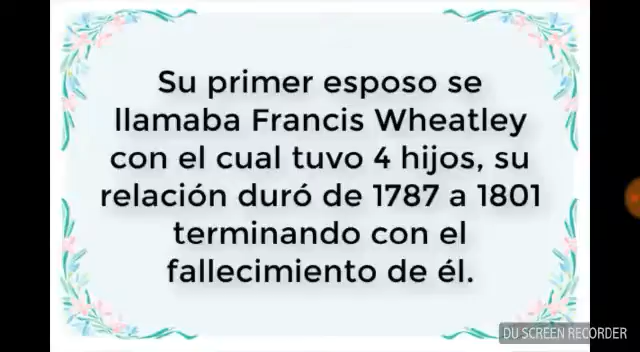 Su primer esposo se
llamaba Francis Wheatley
con el cual tuvo 4 hijos, su
relación duró de 1787 a 1801
terminando con el
fallecimiento de él.
DU SCREEN RECORDER